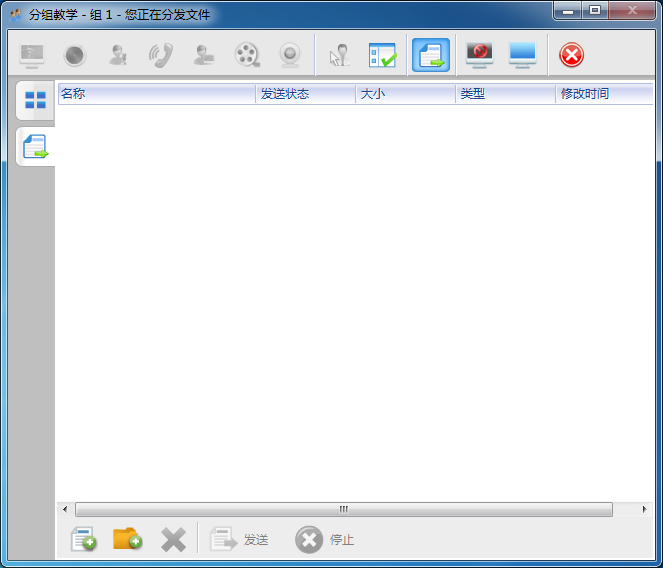 分组教学 - 组 1 - 您正在分发文件
名称 发送状态 大小 类型 修改时间
发送 停止